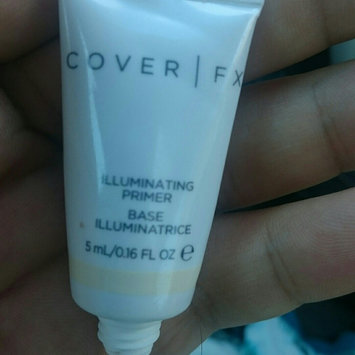 COVER | FX
ILLUMINATING
PRIMER
BASE
ILLUMINATRICE
5 mL/0.16 FL OZ e